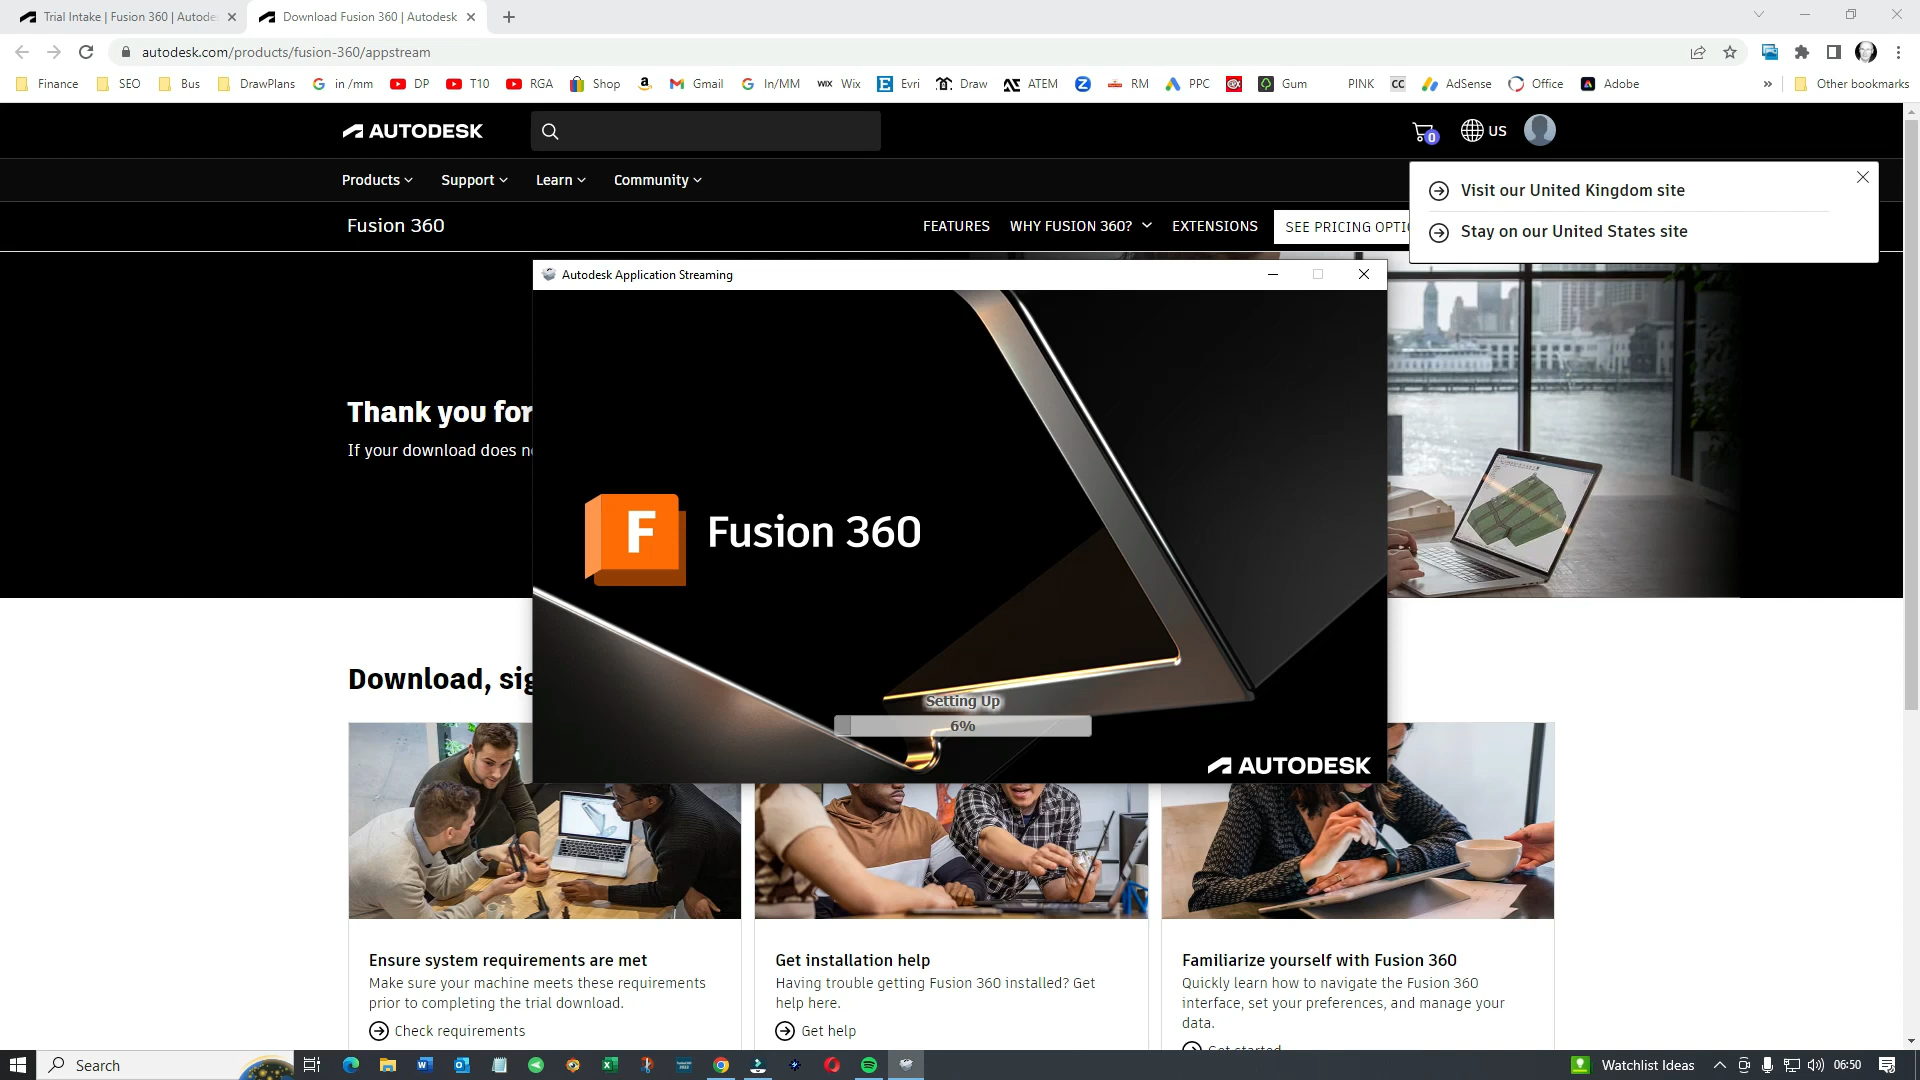 Trial Intake | Fusion 360 | Autode
Download Fusion 360 | Autodesk
autodesk.com/products/fusion-360/appstream
Finance
SEO
Bus
DrawPlans
in /mm
DP
T10
RGA
Shop
Gmail
In/MM
WIX Wix
Evri
Draw
ATEM
RM
PPC
Gum
PINK
CC
AdSense
Office
Adobe
Other bookmarks
AUTODESK
0
US
Products
Support
Learn
Community
Visit our United Kingdom site
Stay on our United States site
Fusion 360
FEATURES
WHY FUSION 360?
EXTENSIONS
SEE PRICING OPTIO
Autodesk Application Streaming
Thank you for
If your download does n
F
Fusion 360
Setting Up
6%
AUTODESK
Download, sig
Ensure system requirements are met
Make sure your machine meets these requirements
prior to completing the trial download.
Check requirements
Get installation help
Having trouble getting Fusion 360 installed? Get
help here.
Get help
Familiarize yourself with Fusion 360
Quickly learn how to navigate the Fusion 360
interface, set your preferences, and manage your
data.
Get started
Search
Watchlist Ideas
06:50